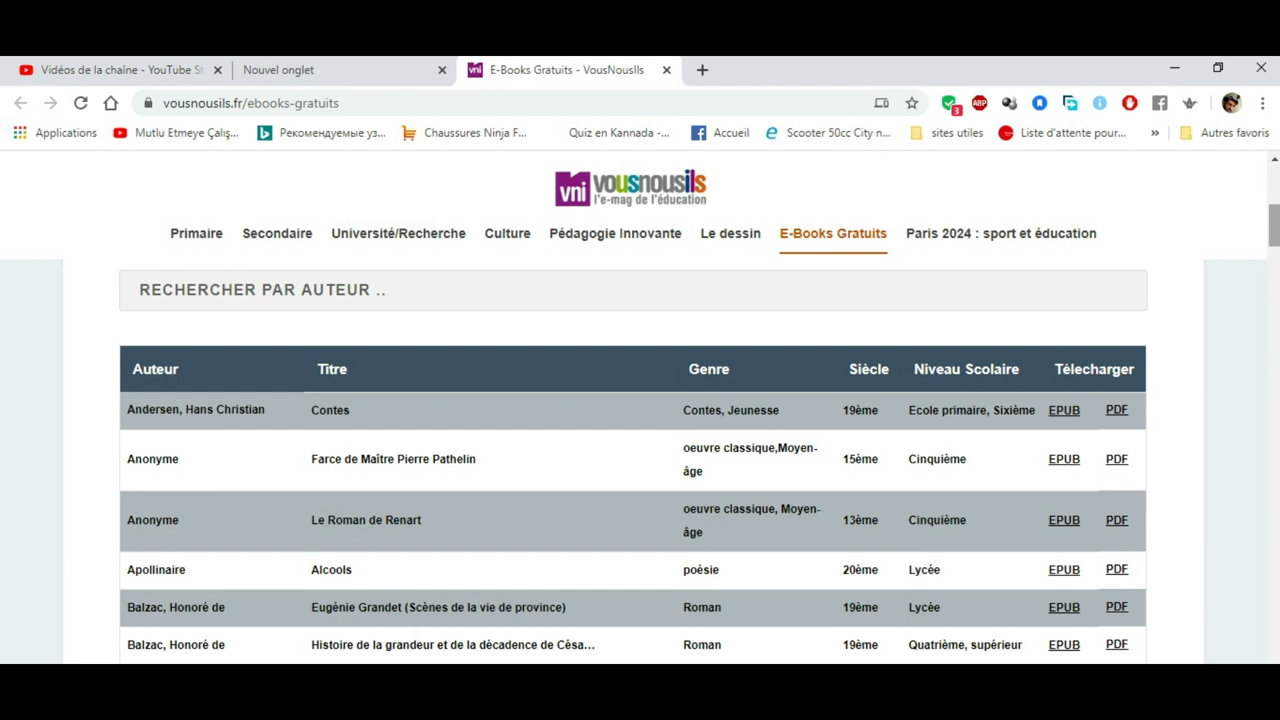 Vidéos de la chaîne - YouTube St
Nouvel onglet
E-Books Gratuits - VousNousIls
vousnousils.fr/ebooks-gratuits
3
ABP
Applications
Mutlu Etmeye Çalış...
Рекомендуемые уз...
Chaussures Ninja F...
Quiz en Kannada -...
Accueil
Scooter 50cc City n...
sites utiles
Liste d'attente pour...
»
Autres favoris
vni vousnousils
l'e-mag de l'éducation
Primaire Secondaire Université/Recherche Culture Pédagogie Innovante Le dessin E-Books Gratuits Paris 2024 : sport et éducation
RECHERCHER PAR AUTEUR ..
Auteur Titre Genre Siècle Niveau Scolaire Télecharger
Andersen, Hans Christian Contes Contes, Jeunesse 19ème Ecole primaire, Sixième EPUB PDF
Anonyme Farce de Maître Pierre Pathelin oeuvre classique,Moyen-
âge 15ème Cinquième EPUB PDF
Anonyme Le Roman de Renart oeuvre classique, Moyen-
âge 13ème Cinquième EPUB PDF
Apollinaire Alcools poésie 20ème Lycée EPUB PDF
Balzac, Honoré de Eugénie Grandet (Scènes de la vie de province) Roman 19ème Lycée EPUB PDF
Balzac, Honoré de Histoire de la grandeur et de la décadence de Césa... Roman 19ème Quatrième, supérieur EPUB PDF